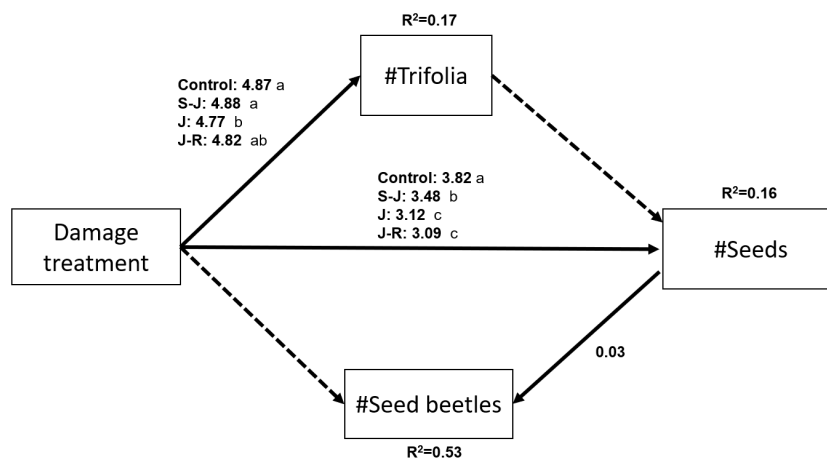 R²=0.17
#Trifolia
Control: 4.87 a
S-J: 4.88 a
J: 4.77 b
J-R: 4.82 ab
Control: 3.82 a
S-J: 3.48 b
J: 3.12 c
J-R: 3.09 c
R²=0.16
Damage
treatment
#Seeds
0.03
#Seed beetles
R²=0.53